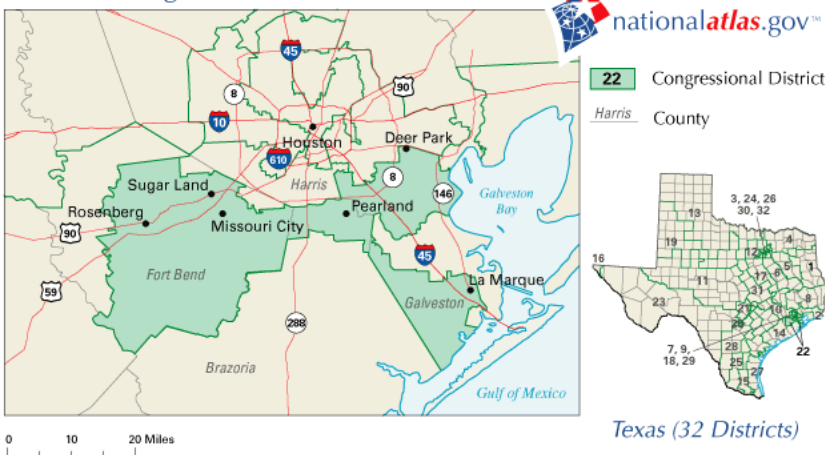 nationalatlas.gov™
22 Congressional District
Harris County
45
8
90
10
Houston
Deer Park
610
Harris
8
146
Galveston
Bay
Sugar Land
Rosenberg
Pearland
90
Missouri City
45
Fort Bend
La Marque
59
Galveston
288
Brazoria
Gulf of Mexico
0 10 20 Miles
3, 24, 26
30, 32
13
4
19
12
16
5
1
6
17
11
31
8
23
21
10
2
28
14
22
7, 9,
18, 29
25
27
15
Texas (32 Districts)